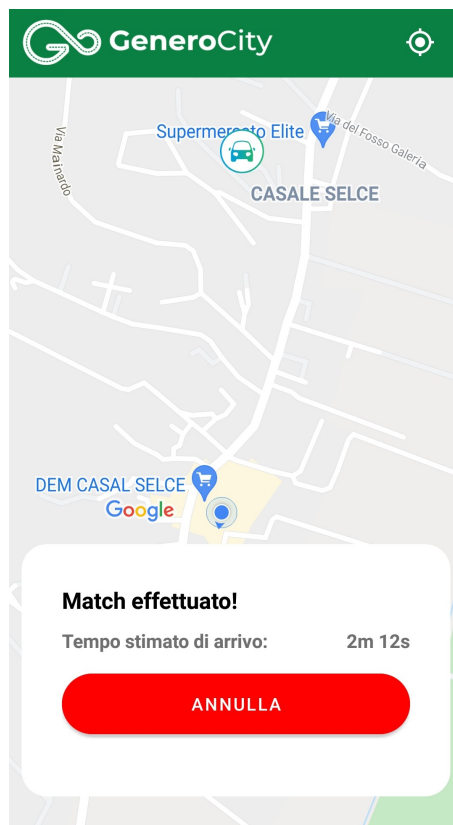 GeneroCity
Supermercato Elite
Via del Fosso Galeria
Via Mainardo
CASALE SELCE
DEM CASAL SELCE
Google
Match effettuato!
Tempo stimato di arrivo: 2m 12s
ANNULLA